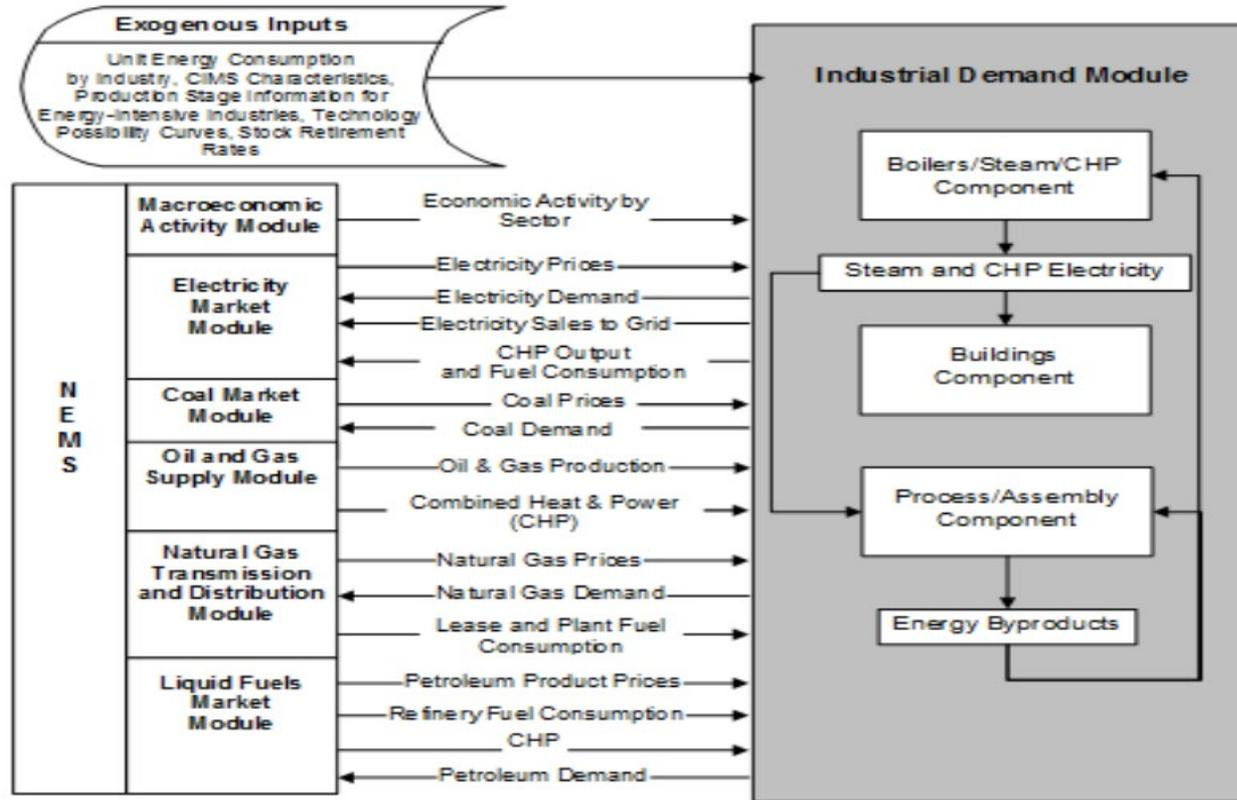 Exogenous Inputs
Unit Energy Consumption
by Industry, CIMS Characteristics,
Production Stage Information for
Energy-Intensive Industries, Technology
Possibility Curves, Stock Retirement
Rates
N
E
M
S
Macroeconomic
Activity Module
Electricity
Market
Module
Coal Market
Module
Oil and Gas
Supply Module
Natural Gas
Transmission
and Distribution
Module
Liquid Fuels
Market
Module
Economic Activity by
Sector
Electricity Prices
Electricity Demand
Electricity Sales to Grid
CHP Output
and Fuel Consumption
Coal Prices
Coal Demand
Oil & Gas Production
Combined Heat & Power
(CHP)
Natural Gas Prices
Natural Gas Demand
Lease and Plant Fuel
Consumption
Petroleum Product Prices
Refinery Fuel Consumption
CHP
Petroleum Demand
Industrial Demand Module
Boilers/Steam/CHP
Component
Steam and CHP Electricity
Buildings
Component
Process/Assembly
Component
Energy Byproducts